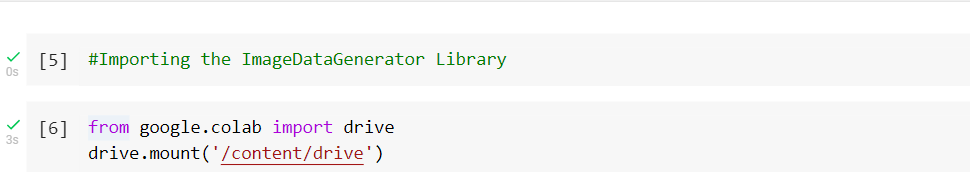 [5] #Importing the ImageDataGenerator Library
0s
[6] from google.colab import drive
3s
drive.mount('/content/drive')